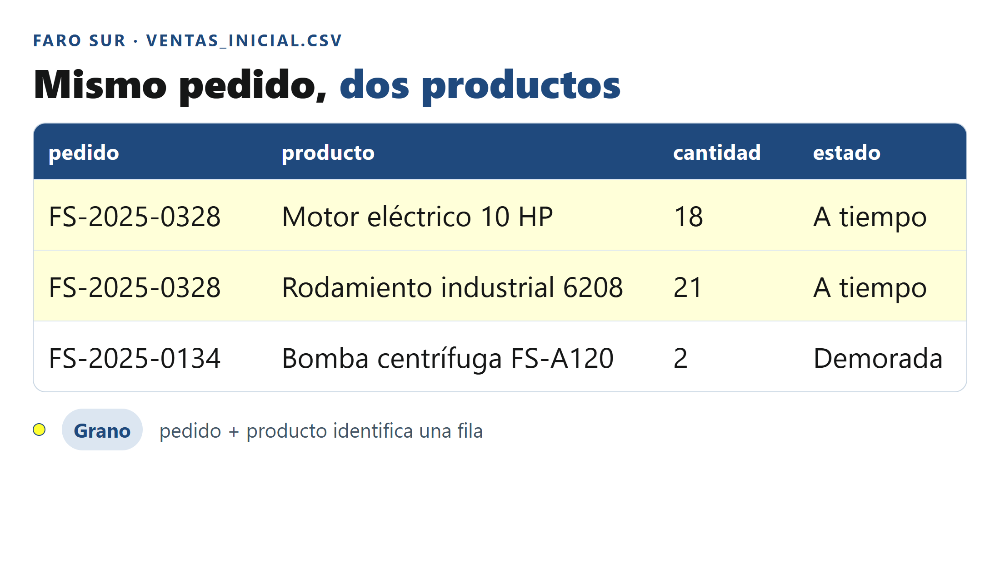 FARO SUR · VENTAS_INICIAL.CSV
Mismo pedido, dos productos
pedido producto cantidad estado
FS-2025-0328 Motor eléctrico 10 HP 18 A tiempo
FS-2025-0328 Rodamiento industrial 6208 21 A tiempo
FS-2025-0134 Bomba centrífuga FS-A120 2 Demorada
Grano pedido + producto identifica una fila